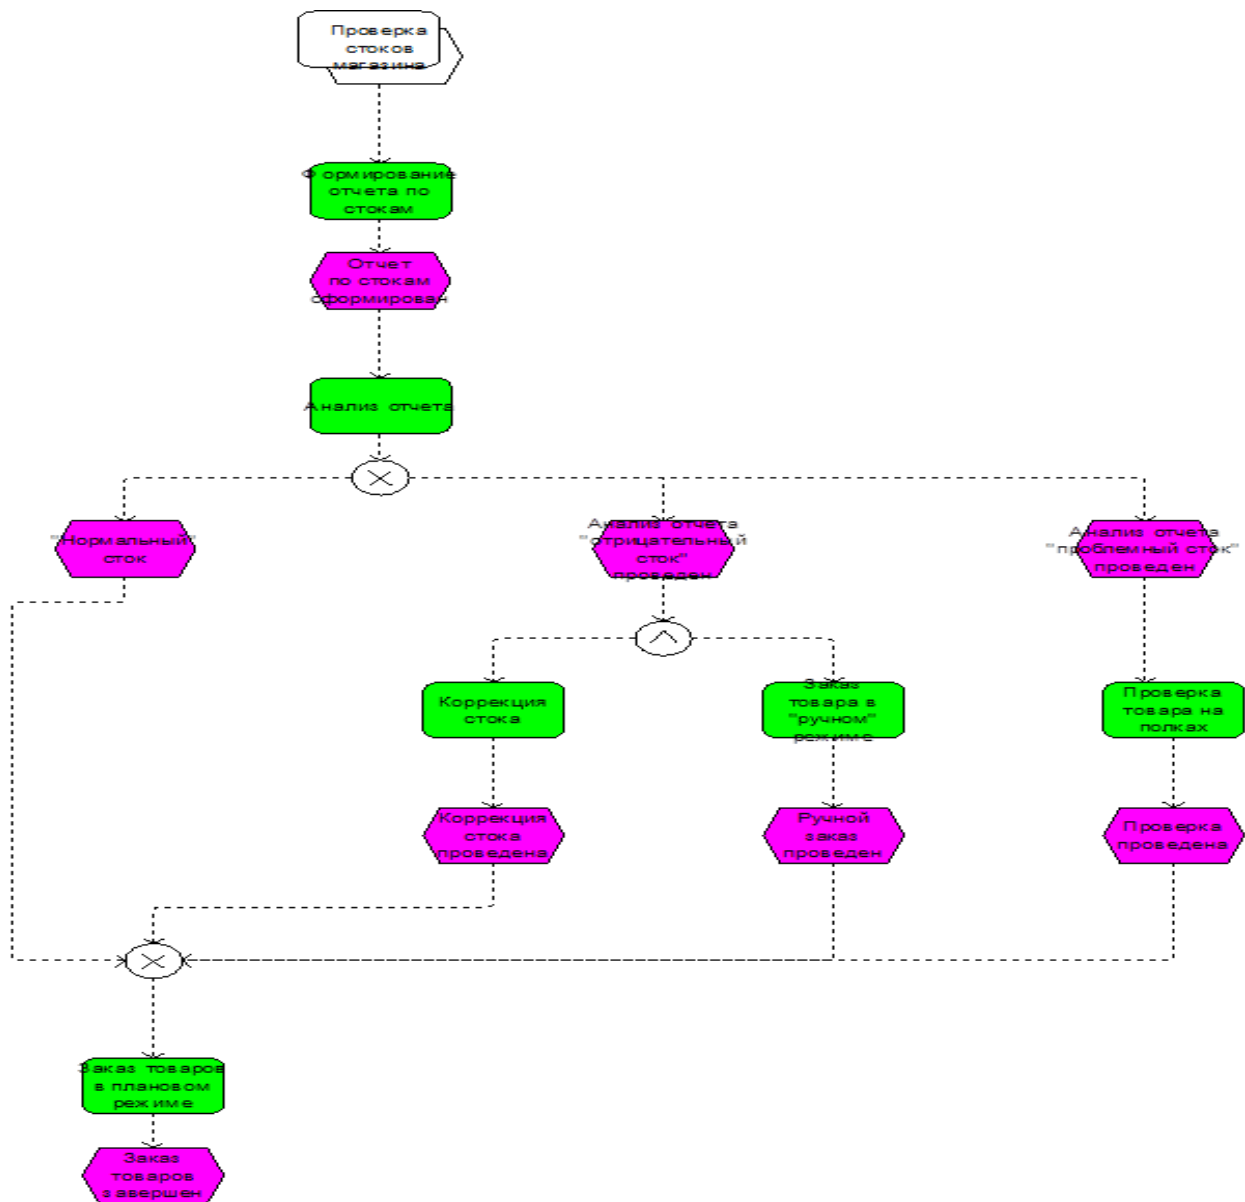 Проверка
стоков
магазина
Формирование
отчета по
стокам
Отчет
по стокам
сформирован
Анализ отчета
"Нормальный"
сток
Анализ отчета
"отрицательный
сток"
проведен
Анализ отчета
"проблемный сток"
проведен
Коррекция
стока
Заказ
товара в
"ручном"
режиме
Проверка
товара на
полках
Коррекция
стока
проведена
Ручной
заказ
проведен
Проверка
проведена
Заказ товаров
в плановом
режиме
Заказ
товаров
завершен